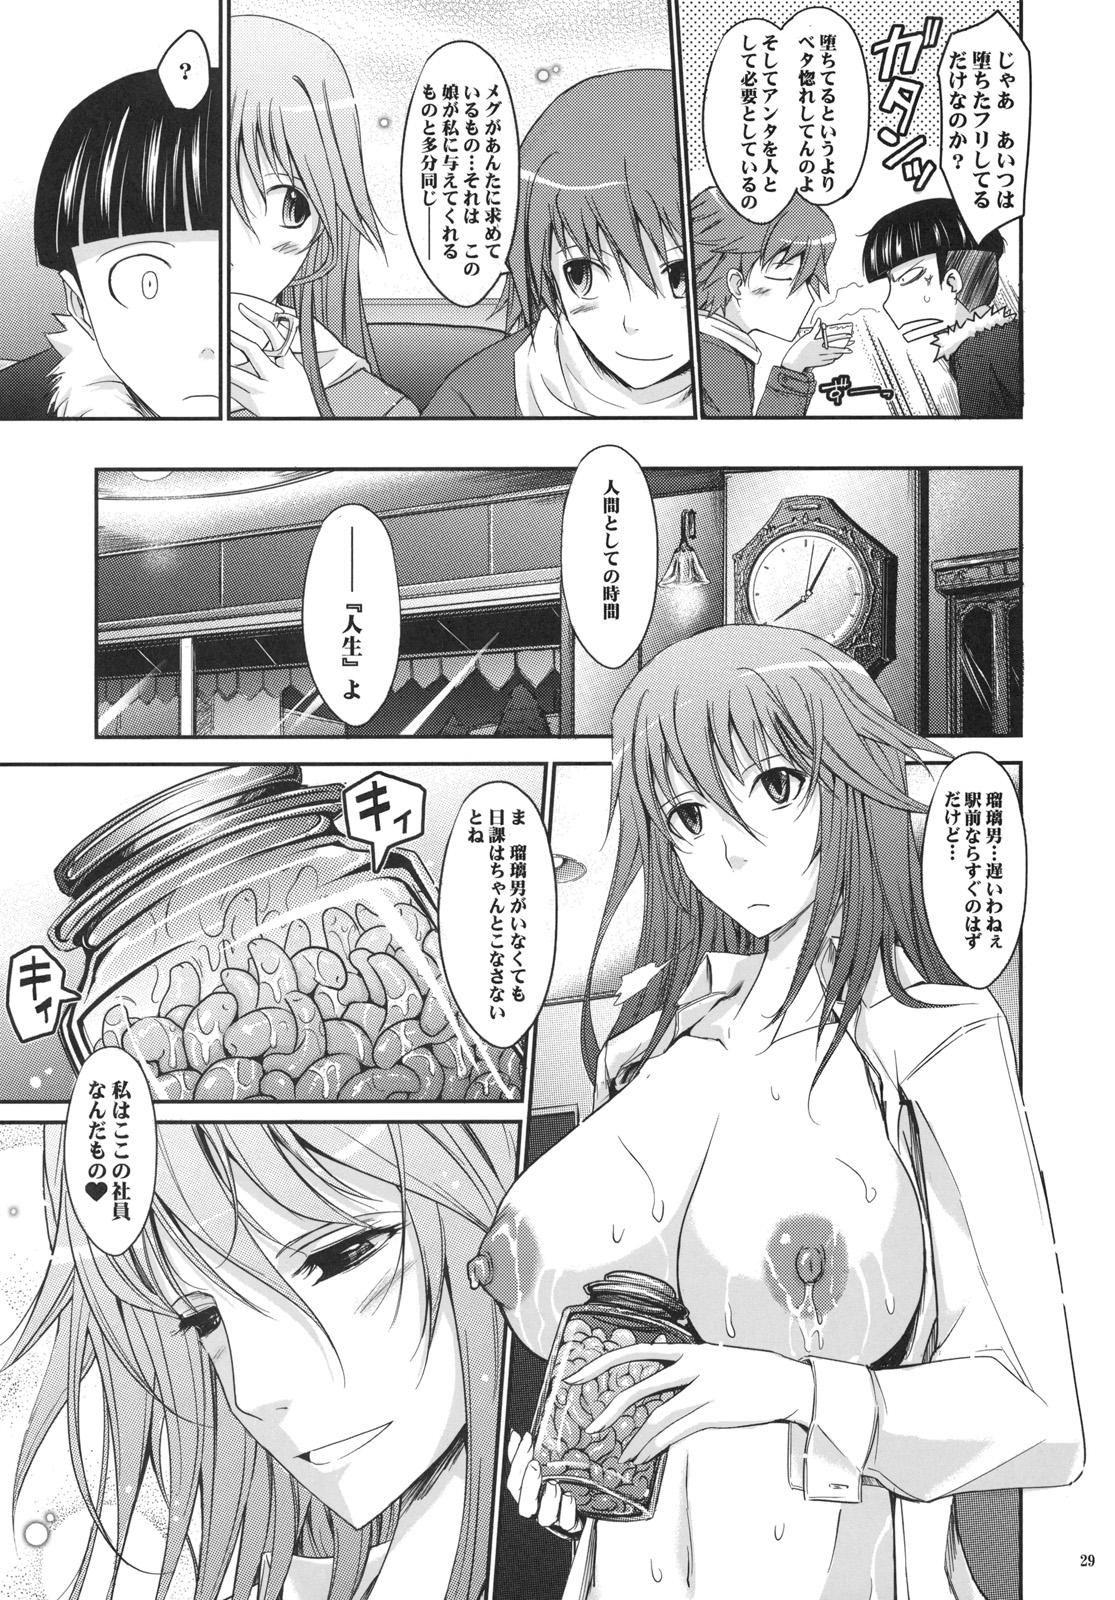 じゃあ　あいつは
堕ちたフリしてる
だけなのか？
ガタンッ
堕ちてるというより
ベタ惚れしてんのよ
そしてアンタを人と
して必要としているの
ずーっ
メグがあんたに求めて
いるもの…それは　この
娘が私に与えてくれる
ものと多分同じ――
？
人間としての時間
――『人生』よ
瑠璃男…遅いわねぇ
駅前ならすぐのはず
だけど…
ま　瑠璃男がいなくても
日課はちゃんとこなさない
とね
キィ
キィ
私はここの社員
なんだもの♥
29